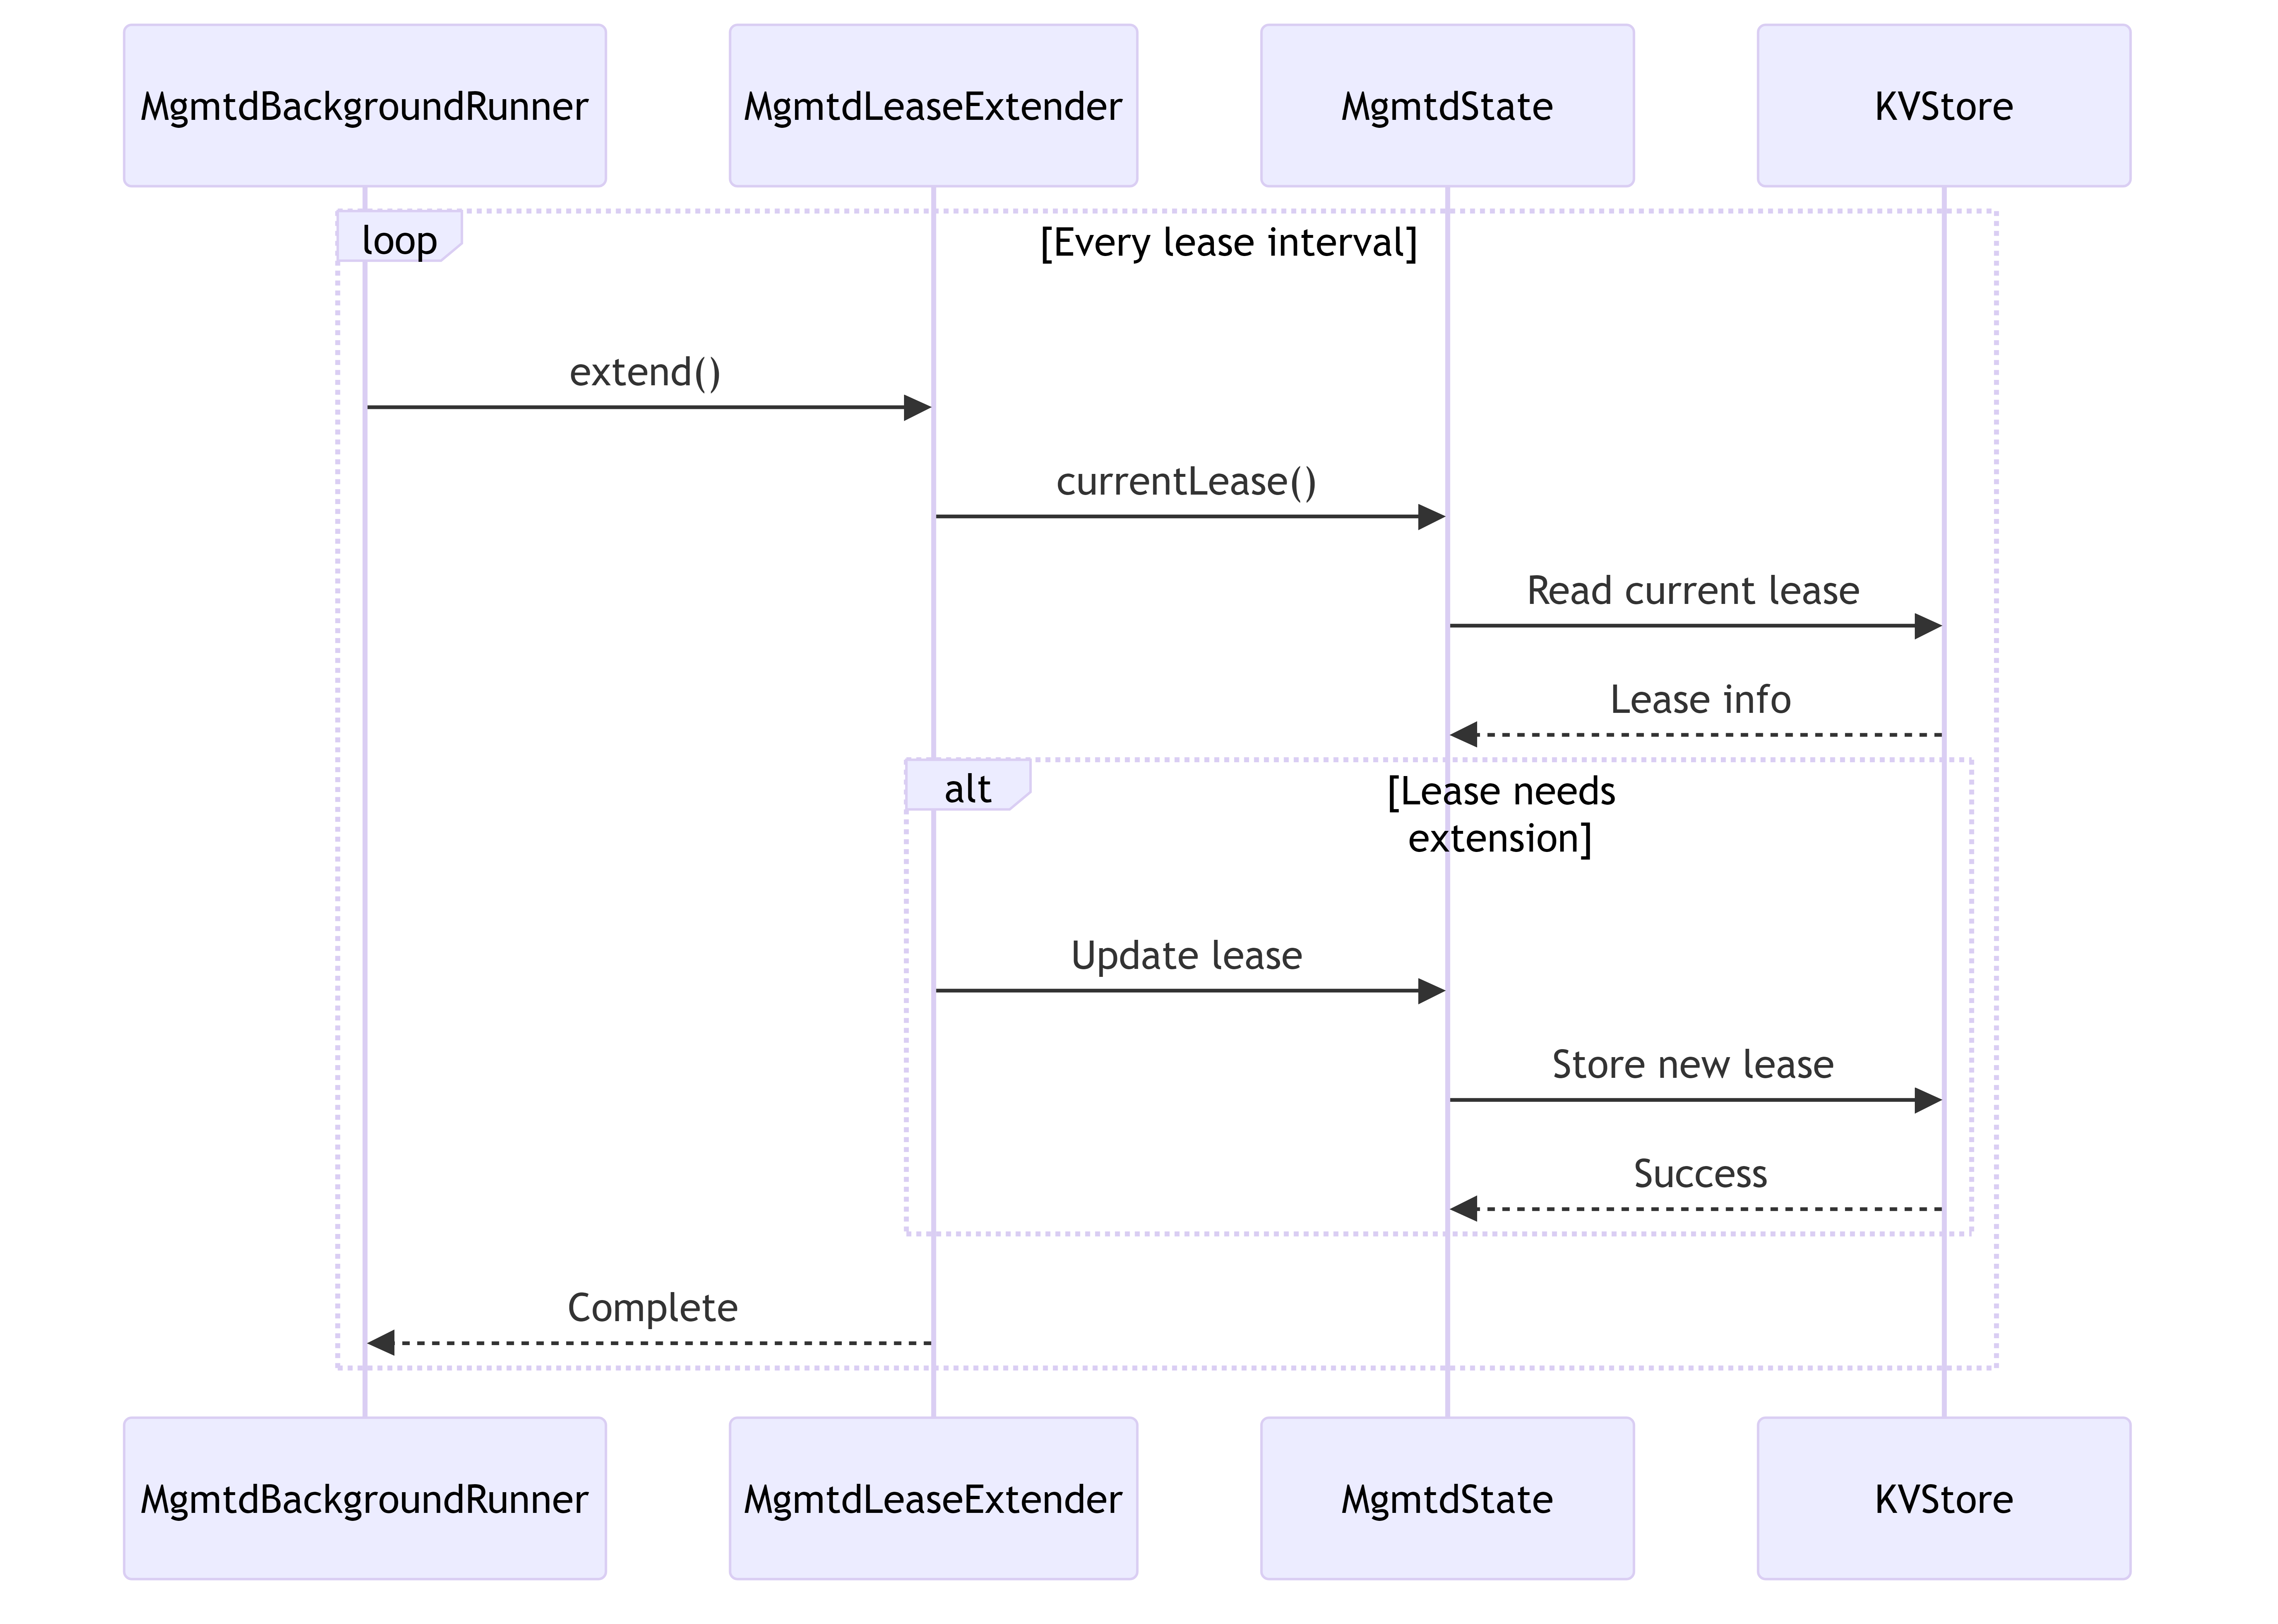 MgmtdBackgroundRunner
MgmtdLeaseExtender
MgmtdState
KVStore
loop
[Every lease interval]
extend()
currentLease()
Read current lease
Lease info
alt
[Lease needs
extension]
Update lease
Store new lease
Success
Complete
MgmtdBackgroundRunner
MgmtdLeaseExtender
MgmtdState
KVStore